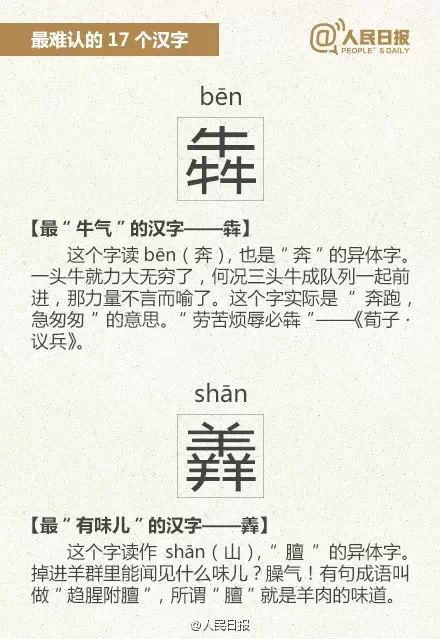 最难认的 17 个汉字
@人民日报
PEOPLE'S DAILY
bēn
犇
【最“牛气”的汉字——犇】
这个字读 bēn（奔），也是“奔”的异体字。
一头牛就力大无穷了，何况三头牛成队列一起前
进，那力量不言而喻了。这个字实际是“ 奔跑，
急匆匆 ”的意思。“ 劳苦烦辱必犇 ”——《荀子 ·
议兵》。
shān
羴
【最“有味儿”的汉字——羴】
这个字读作 shān（山），“膻 ”的异体字。
掉进羊群里能闻见什么味儿？臊气！有句成语叫
做“趋腥附膻”，所谓“膻”就是羊肉的味道。
@人民日报